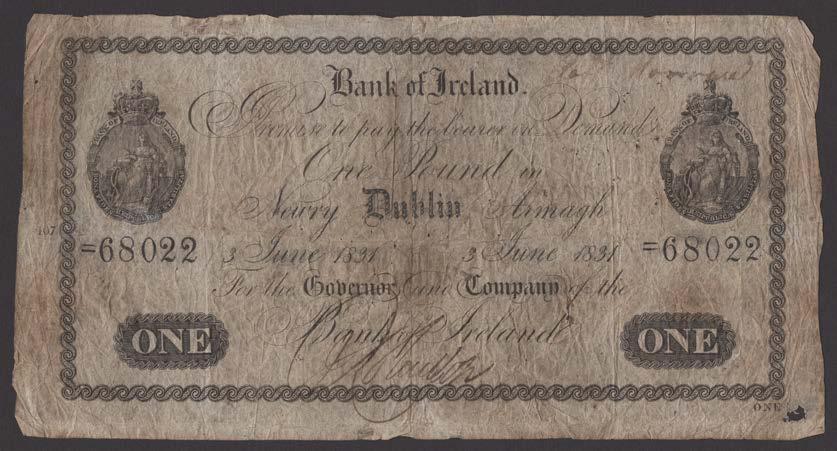 Bank of Ireland.
Promise to pay the bearer on Demand
One Pound in
Newry Dublin Armagh
107
=68022 3 June 1831 3 June 1831 =68022
For the Governor and Company of the
Bank of Ireland
ONE ONE
ONE